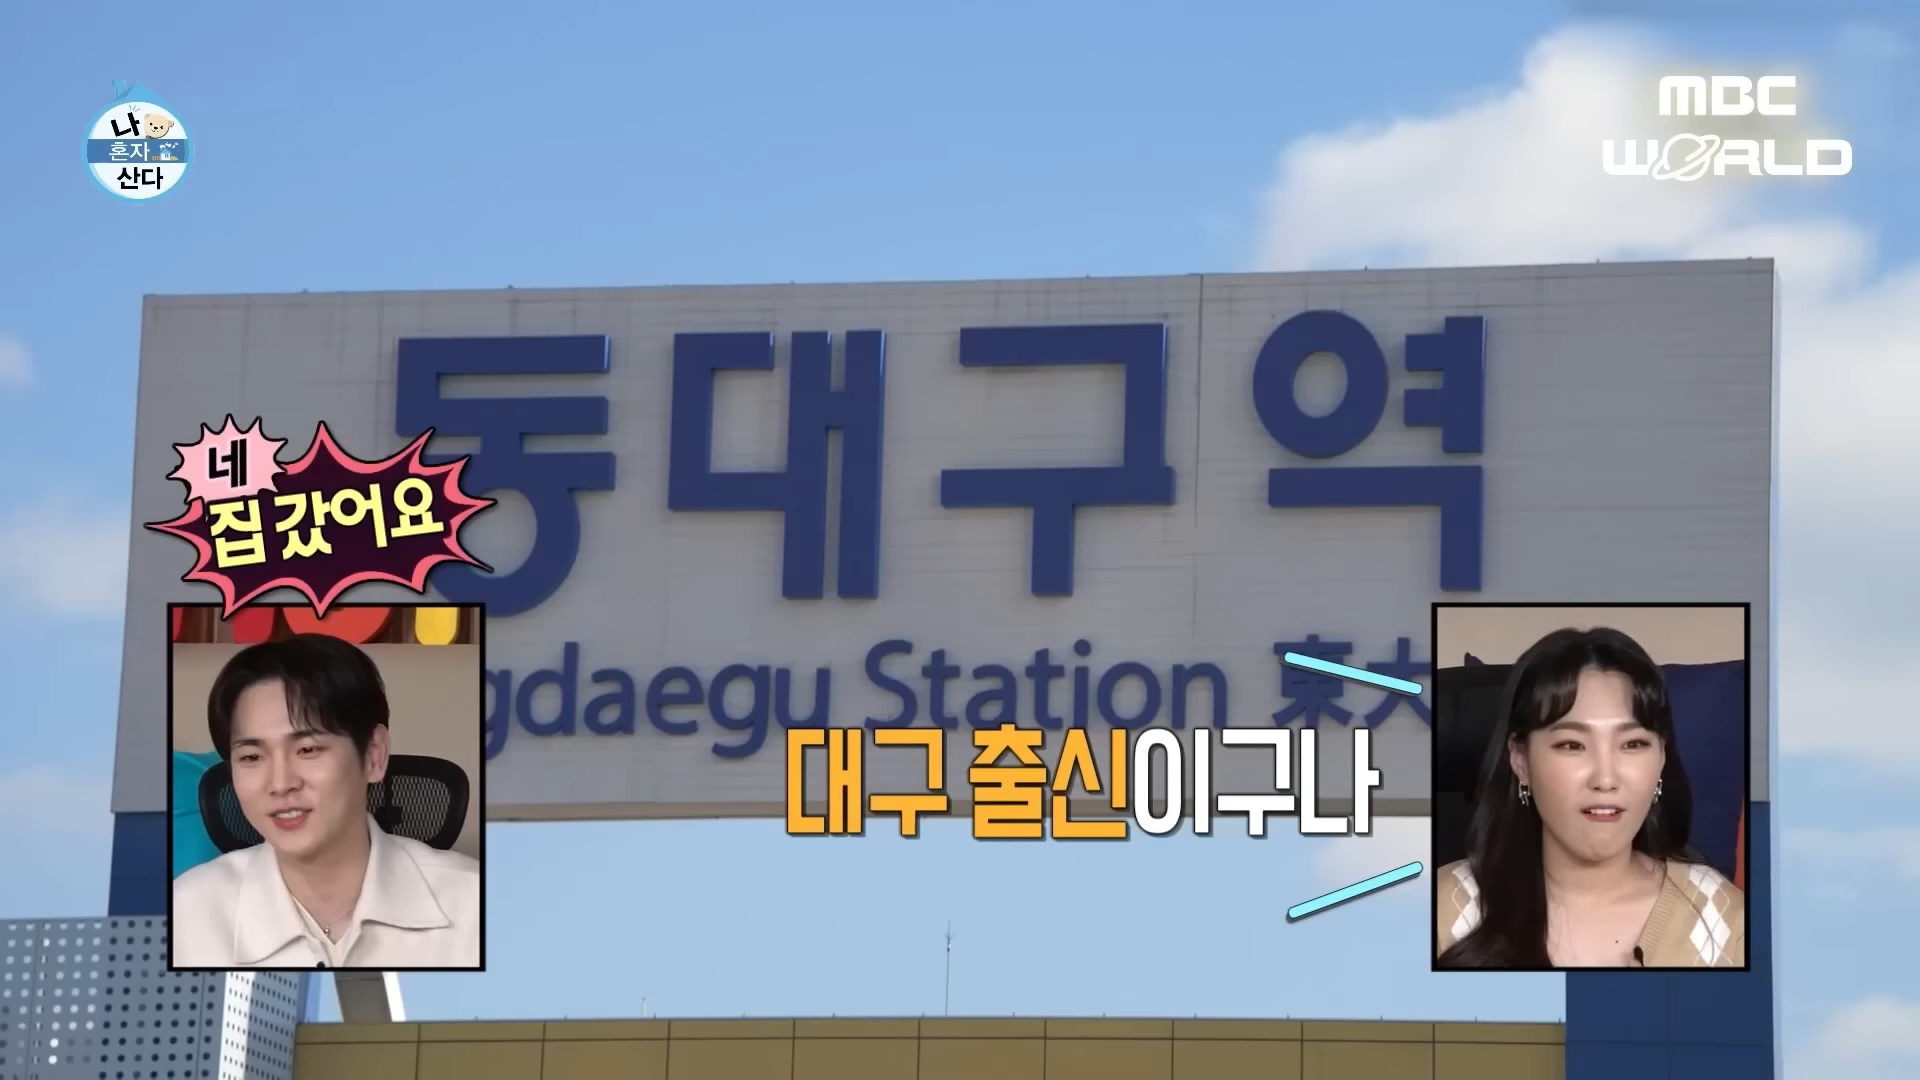 나
혼자
산다
MBC
WORLD
동대구역
gdaegu Station 東大
네
집 갔어요
대구 출신이구나